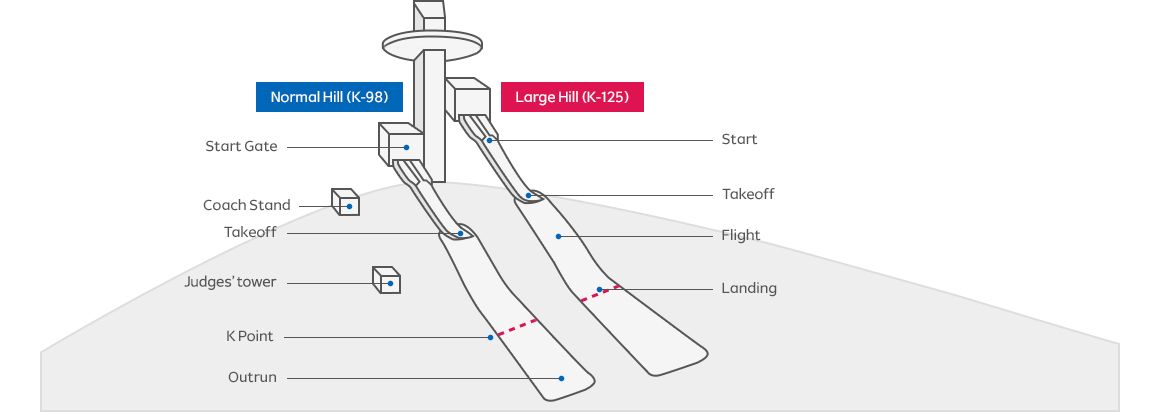 Normal Hill (K-98)
Large Hill (K-125)
Start Gate
Start
Coach Stand
Takeoff
Takeoff
Flight
Judges’ tower
Landing
K Point
Outrun